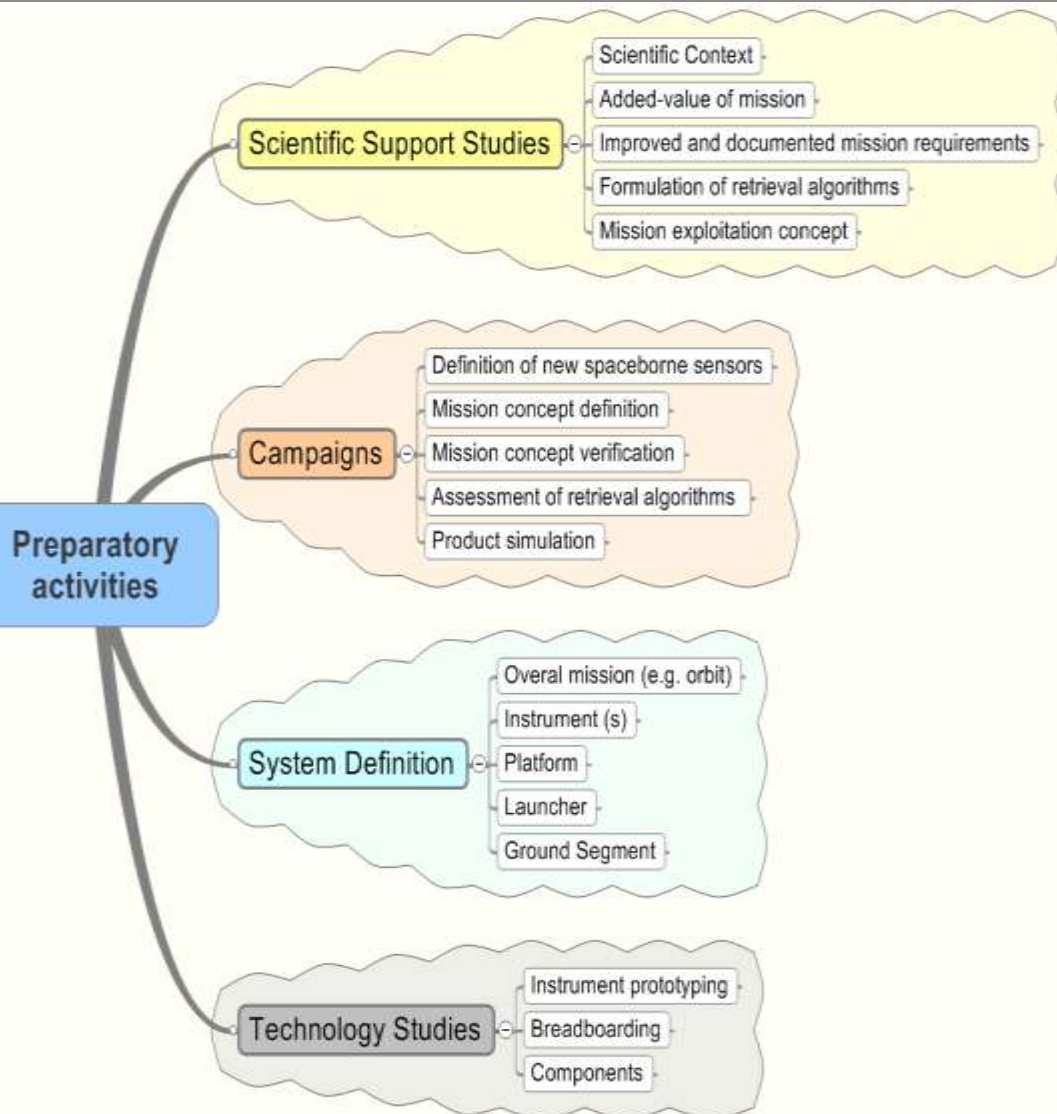 Preparatory
activities
Scientific Support Studies
Scientific Context
Added-value of mission
Improved and documented mission requirements
Formulation of retrieval algorithms
Mission exploitation concept
Campaigns
Definition of new spaceborne sensors
Mission concept definition
Mission concept verification
Assessment of retrieval algorithms
Product simulation
System Definition
Overal mission (e.g. orbit)
Instrument (s)
Platform
Launcher
Ground Segment
Technology Studies
Instrument prototyping
Breadboarding
Components